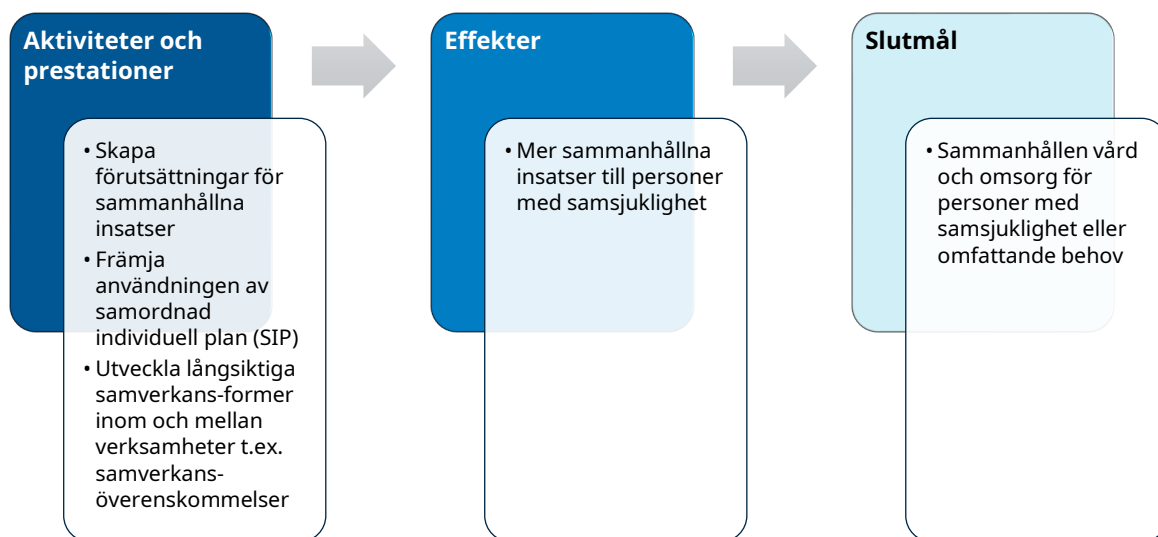 Aktiviteter och
prestationer
• Skapa
förutsättningar för
sammanhållna
insatser
• Främja
användningen av
samordnad
individuell plan (SIP)
• Utveckla långsiktiga
samverkans-former
inom och mellan
verksamheter t.ex.
samverkans-
överenskommelser
Effekter
• Mer sammanhållna
insatser till personer
med samsjuklighet
Slutmål
• Sammanhållen vård
och omsorg för
personer med
samsjuklighet eller
omfattande behov